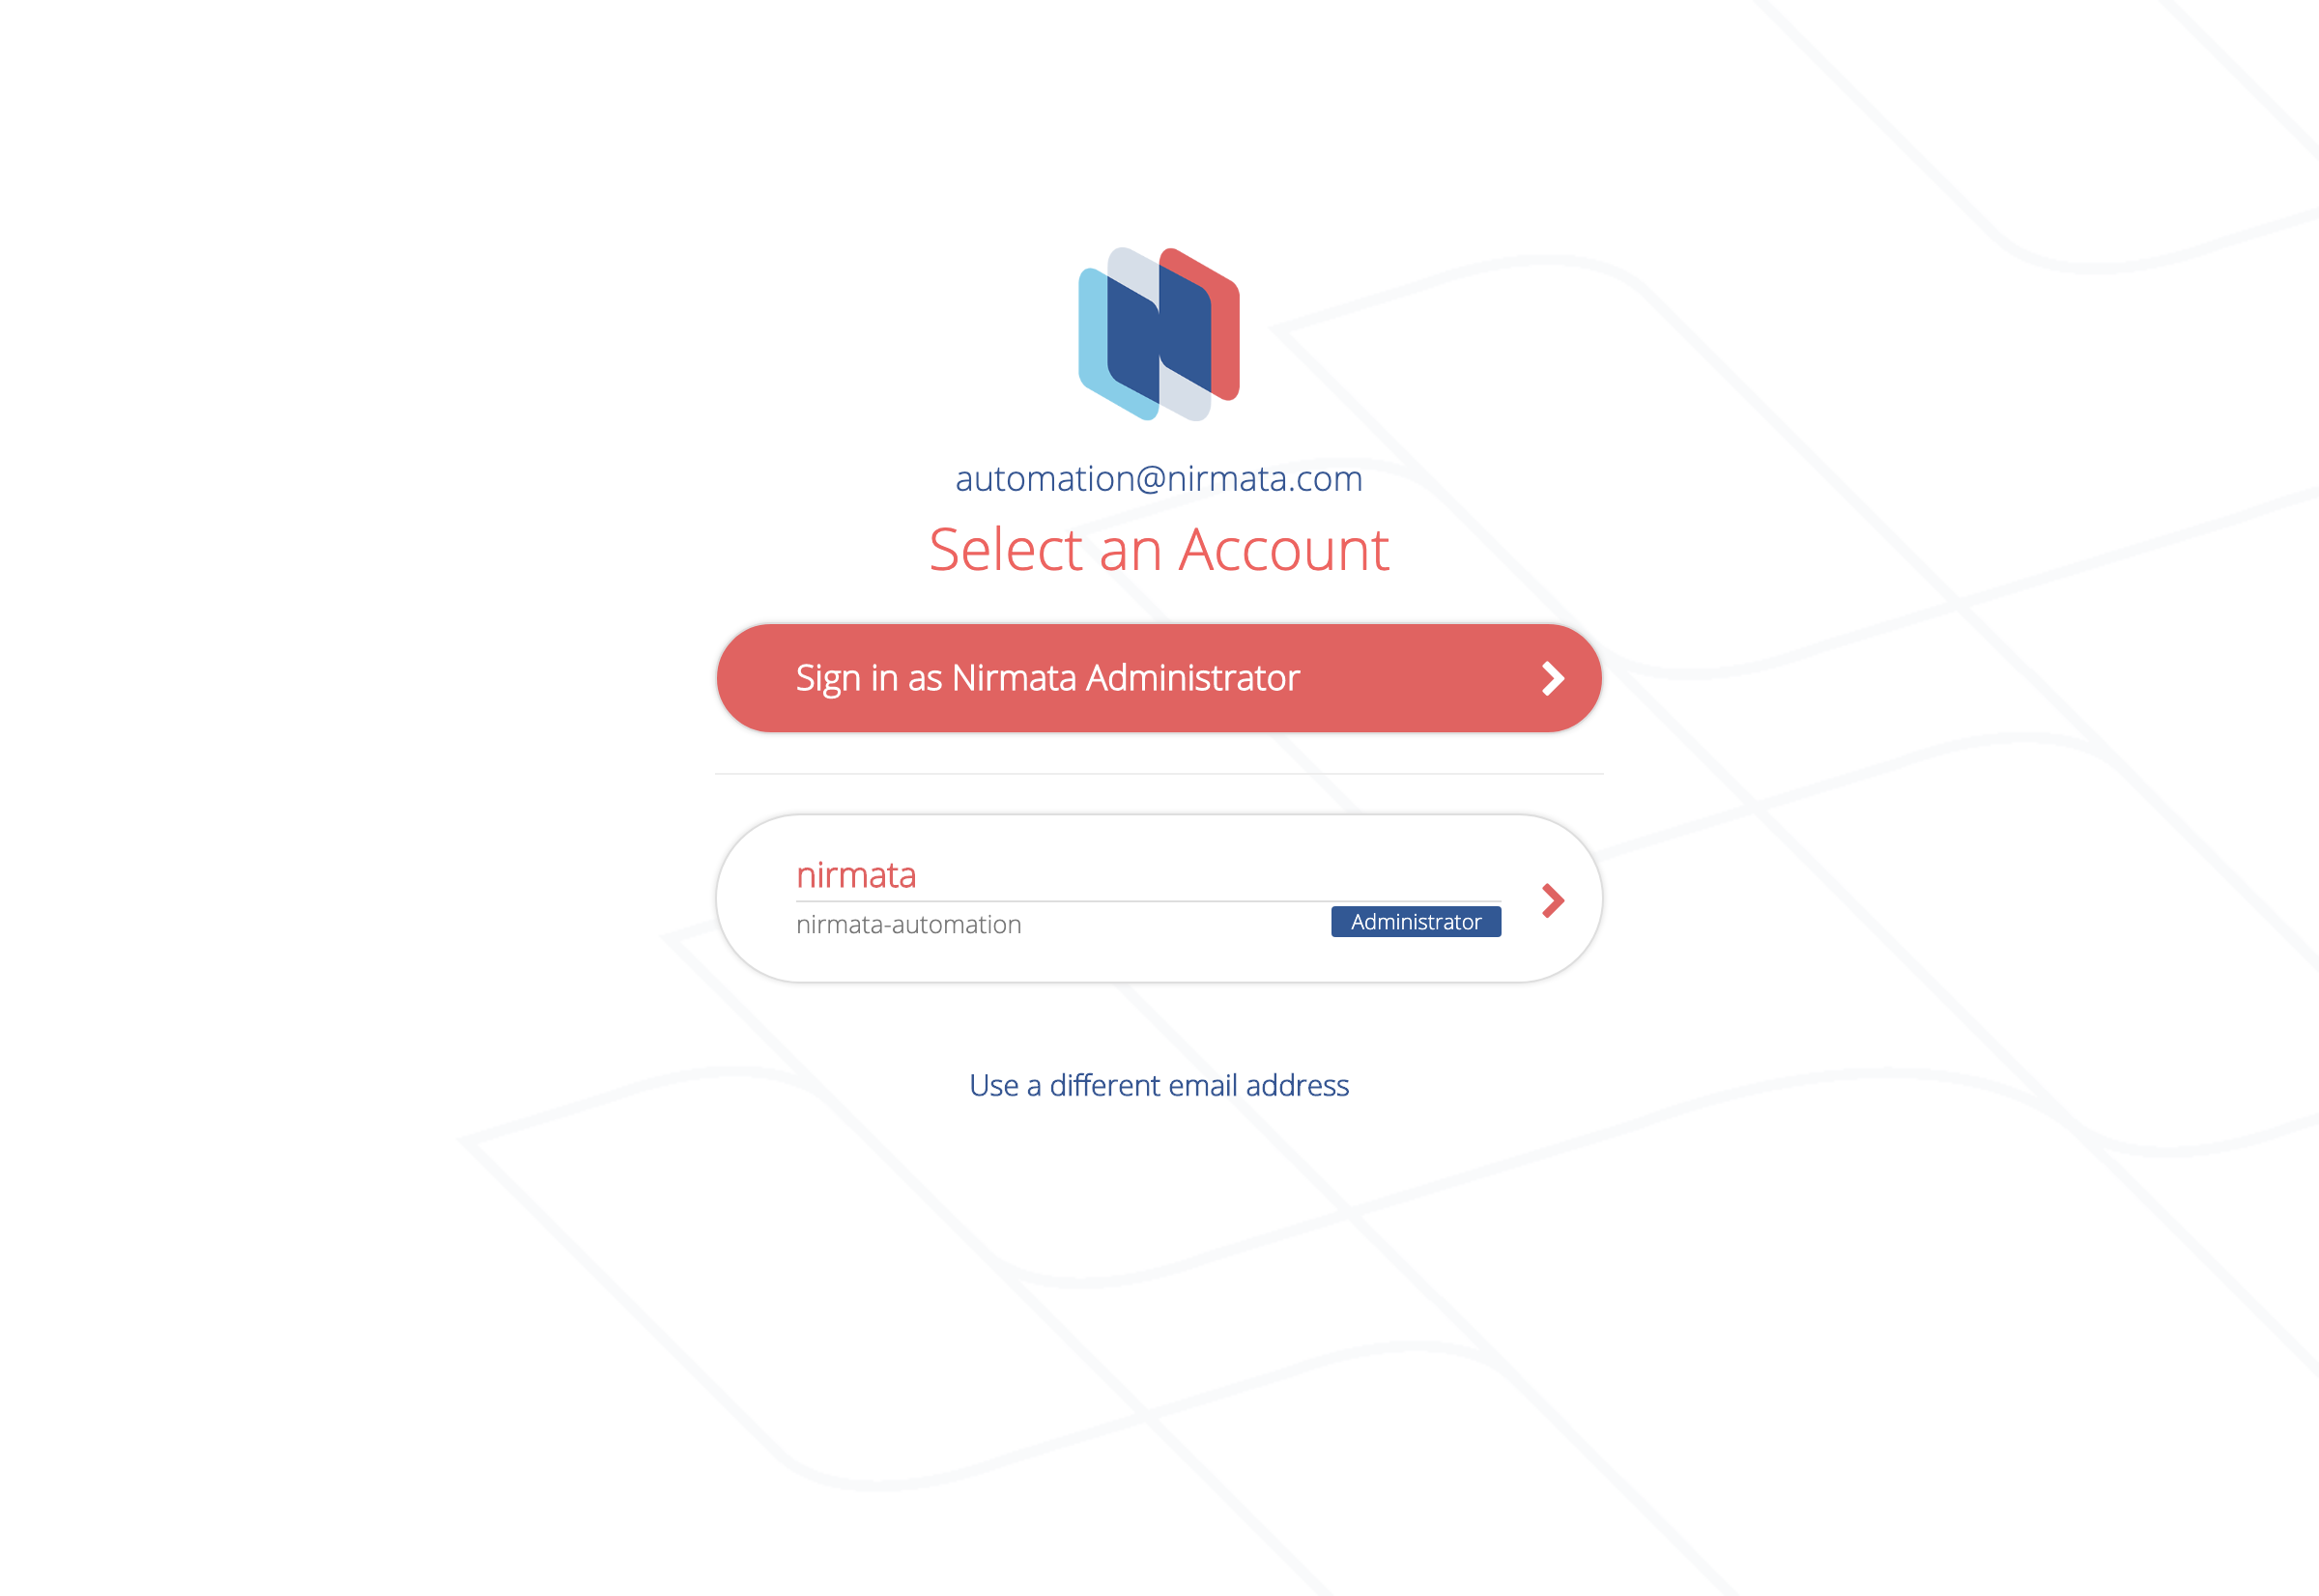 automation@nirmata.com
Select an Account
Sign in as Nirmata Administrator
nirmata
nirmata-automation
Administrator
Use a different email address